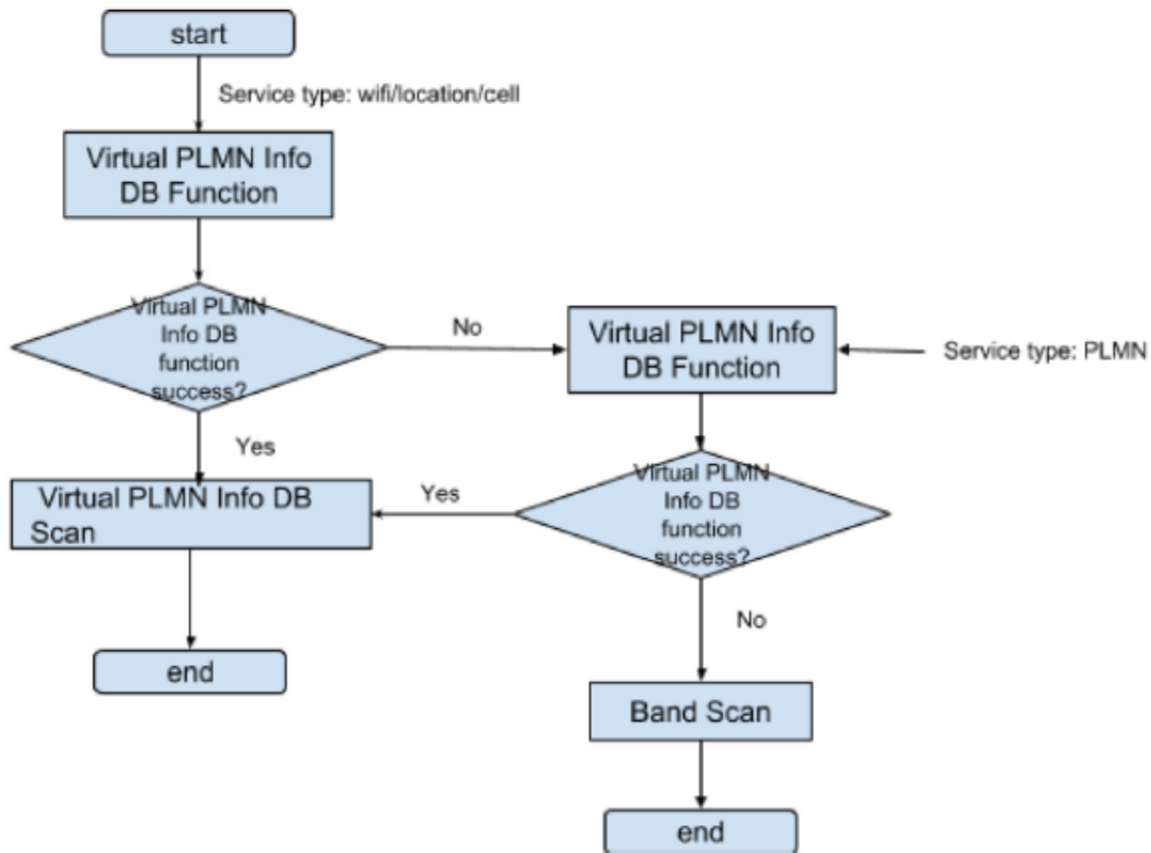 start
Service type: wifi/location/cell
Virtual PLMN Info
DB Function
Virtual PLMN
Info DB
function
success?
No
Virtual PLMN Info
DB Function
Service type: PLMN
Yes
Virtual PLMN Info DB
Scan
Yes
Virtual PLMN
Info DB
function
success?
end
No
Band Scan
end